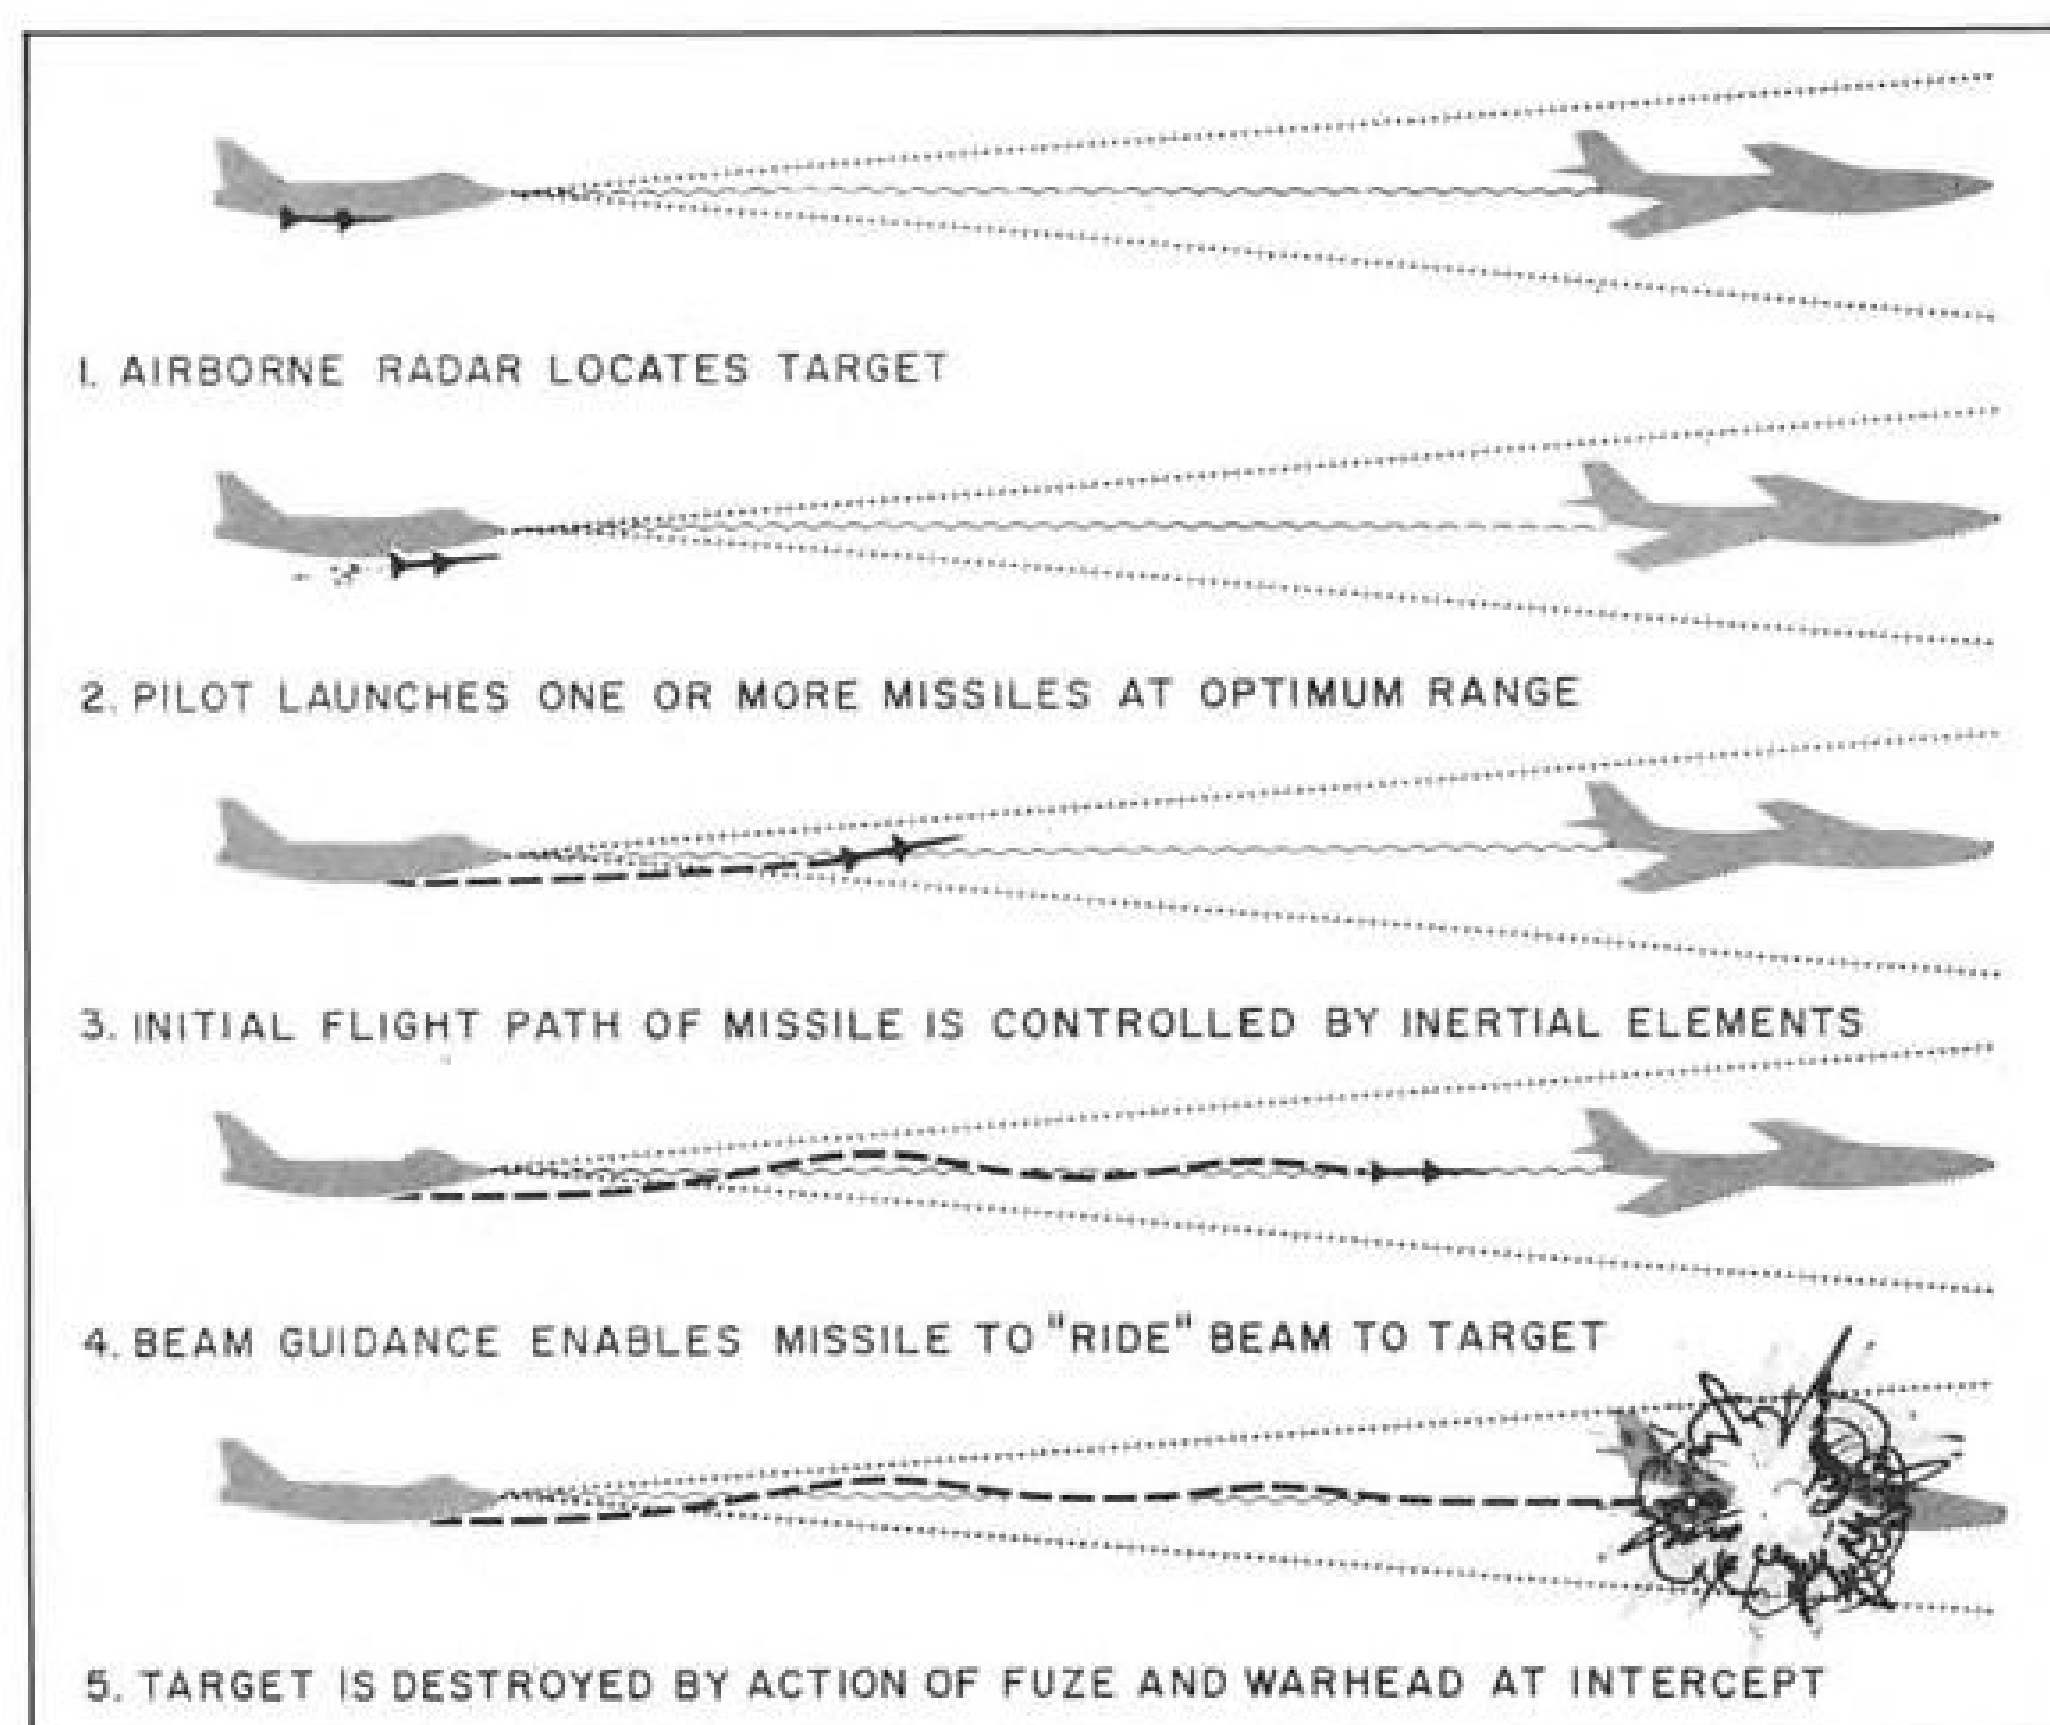 1. AIRBORNE RADAR LOCATES TARGET
2. PILOT LAUNCHES ONE OR MORE MISSILES AT OPTIMUM RANGE
3. INITIAL FLIGHT PATH OF MISSILE IS CONTROLLED BY INERTIAL ELEMENTS
4. BEAM GUIDANCE ENABLES MISSILE TO "RIDE" BEAM TO TARGET
5. TARGET IS DESTROYED BY ACTION OF FUZE AND WARHEAD AT INTERCEPT